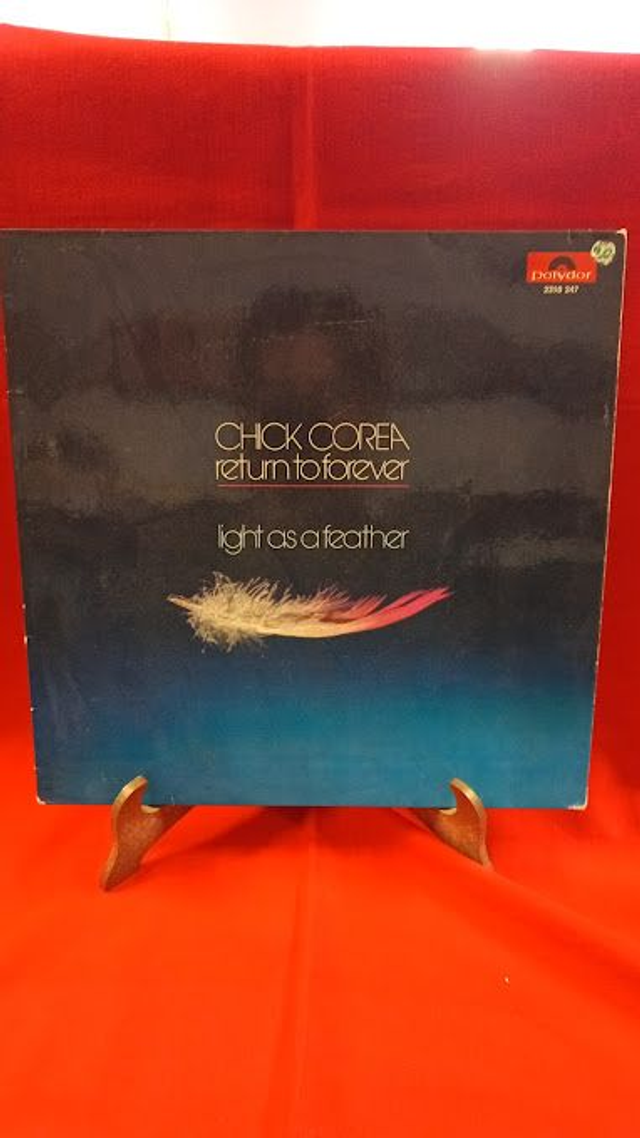 polydor
2310 247
CHICK COREA
return to forever
light as a feather